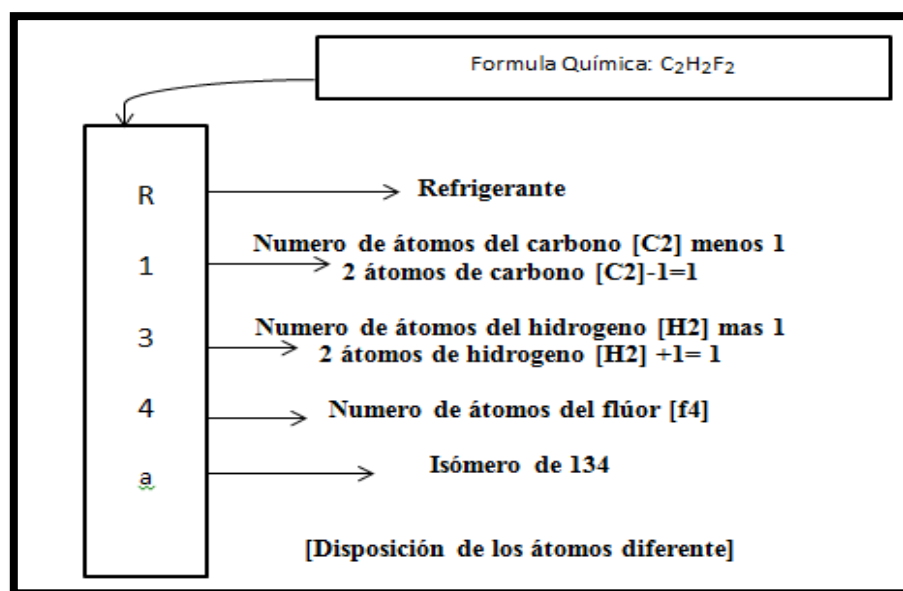 Formula Química: C₂H₂F₂
R
Refrigerante
Numero de átomos del carbono [C2] menos 1
1
2 átomos de carbono [C2]-1=1
Numero de átomos del hidrogeno [H2] mas 1
3
2 átomos de hidrogeno [H2] +1= 1
4
Numero de átomos del flúor [f4]
a
Isómero de 134
[Disposición de los átomos diferente]